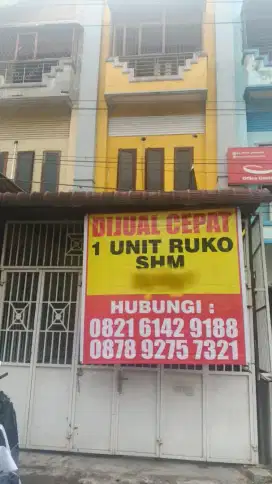 DIJUAL CEPAT
1 UNIT RUKO
SHM
HUBUNGI :
0821 6142 9188
0878 9275 7321